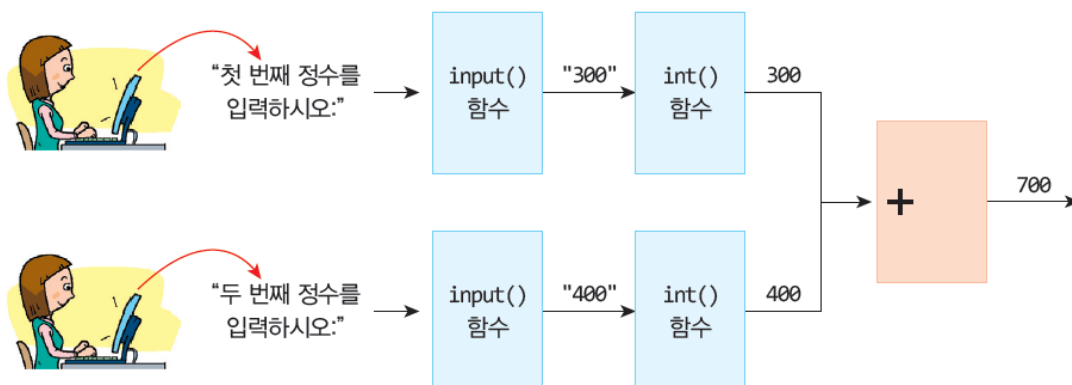 “첫 번째 정수를
입력하시오:”
input()
함수
"300"
int()
함수
300
+
700
“두 번째 정수를
입력하시오:”
input()
함수
"400"
int()
함수
400